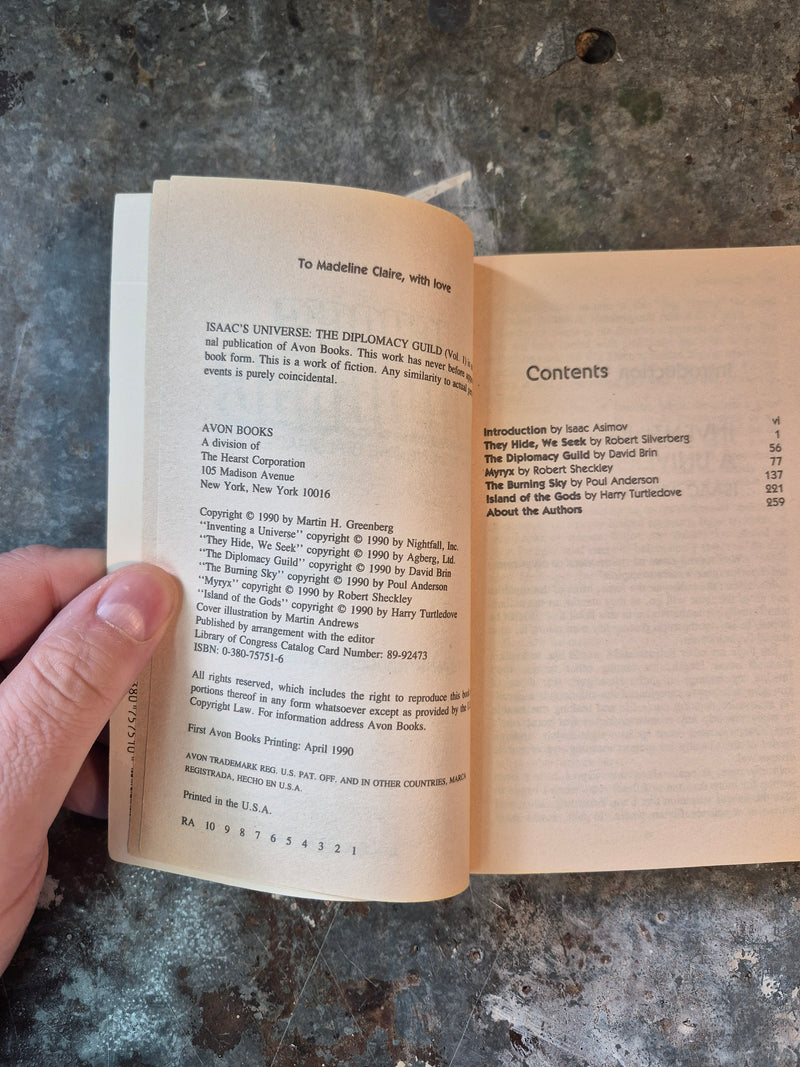 To Madeline Claire, with love
ISAAC'S UNIVERSE: THE DIPLOMACY GUILD (Vol. 1)
nal publication of Avon Books. This work has never before
book form. This is a work of fiction. Any similarity to actual
events is purely coincidental.
AVON BOOKS
A division of
The Hearst Corporation
105 Madison Avenue
New York, New York 10016
Copyright © 1990 by Martin H. Greenberg
"Inventing a Universe" copyright © 1990 by Nightfall, Inc.
"They Hide, We Seek" copyright © 1990 by Agberg, Ltd.
"The Diplomacy Guild" copyright © 1990 by David Brin
"The Burning Sky" copyright © 1990 by Poul Anderson
"Myryx" copyright © 1990 by Robert Sheckley
"Island of the Gods" copyright © 1990 by Harry Turtledove
Cover illustration by Martin Andrews
Published by arrangement with the editor
Library of Congress Catalog Card Number: 89-92473
ISBN: 0-380-75751-6
All rights reserved, which includes the right to reproduce this
portions thereof in any form whatsoever except as provided by the
Copyright Law. For information address Avon Books.
First Avon Books Printing: April 1990
AVON TRADEMARK REG. U.S. PAT. OFF. AND IN OTHER COUNTRIES, MARCA
REGISTRADA, HECHO EN U.S.A.
Printed in the U.S.A.
RA 10 9 8 7 6 5 4 3 2 1
Contents
Introduction by Isaac Asimov vi
They Hide, We Seek by Robert Silverberg 1
The Diplomacy Guild by David Brin 56
Myryx by Robert Sheckley 77
The Burning Sky by Poul Anderson 137
Island of the Gods by Harry Turtledove 221
About the Authors 259